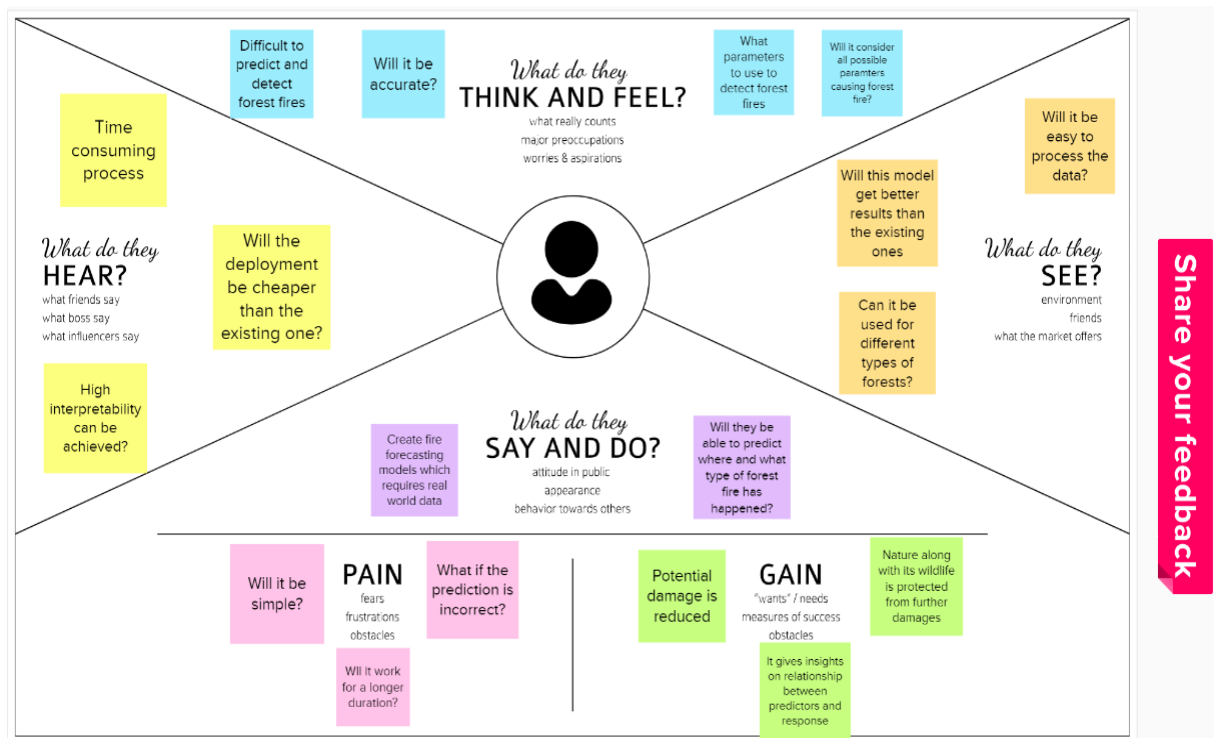 Difficult to
predict and
detect
forest fires
Will it be
accurate?
What do they
THINK AND FEEL?
what really counts
major preoccupations
worries & aspirations
What
parameters
to use to
detect forest
fires
Will it consider
all possible
paramters
causing forest
fire?
Time
consuming
process
What do they
HEAR?
what friends say
what boss say
what influencers say
Will the
deployment
be cheaper
than the
existing one?
High
interpretability
can be
achieved?
Will it be
easy to
process the
data?
Will this model
get better
results than
the existing
ones
What do they
SEE?
environment
friends
what the market offers
Can it be
used for
different
types of
forests?
Create fire
forecasting
models which
requires real
world data
What do they
SAY AND DO?
attitude in public
appearance
behavior towards others
Will they be
able to predict
where and what
type of forest
fire has
happened?
Will it be
simple?
PAIN
fears
frustrations
obstacles
What if the
prediction is
incorrect?
WIl it work
for a longer
duration?
Potential
damage is
reduced
GAIN
"wants" / needs
measures of success
obstacles
Nature along
with its wildlife
is protected
from further
damages
It gives insights
on relationship
between
predictors and
response
Share your feedback